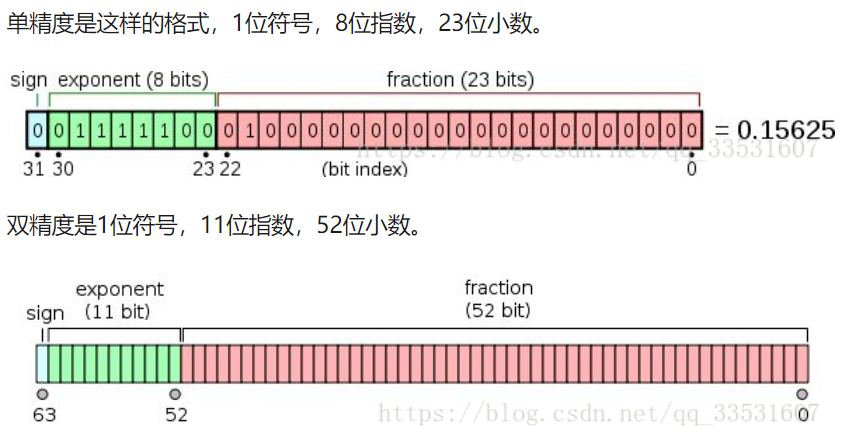 单精度是这样的格式，1位符号，8位指数，23位小数。
sign exponent (8 bits) fraction (23 bits)
0 0 1 1 1 1 1 0 0 0 1 0 0 0 0 0 0 0 0 0 0 0 0 0 0 0 0 0 0 0 0 0 = 0.15625
https://blog.csdn.net/qq_33531607
31 30 23 22 (bit index) 0
双精度是1位符号，11位指数，52位小数。
exponent fraction
sign (11 bit) (52 bit)
63 52 0
https://blog.csdn.net/qq_33531607